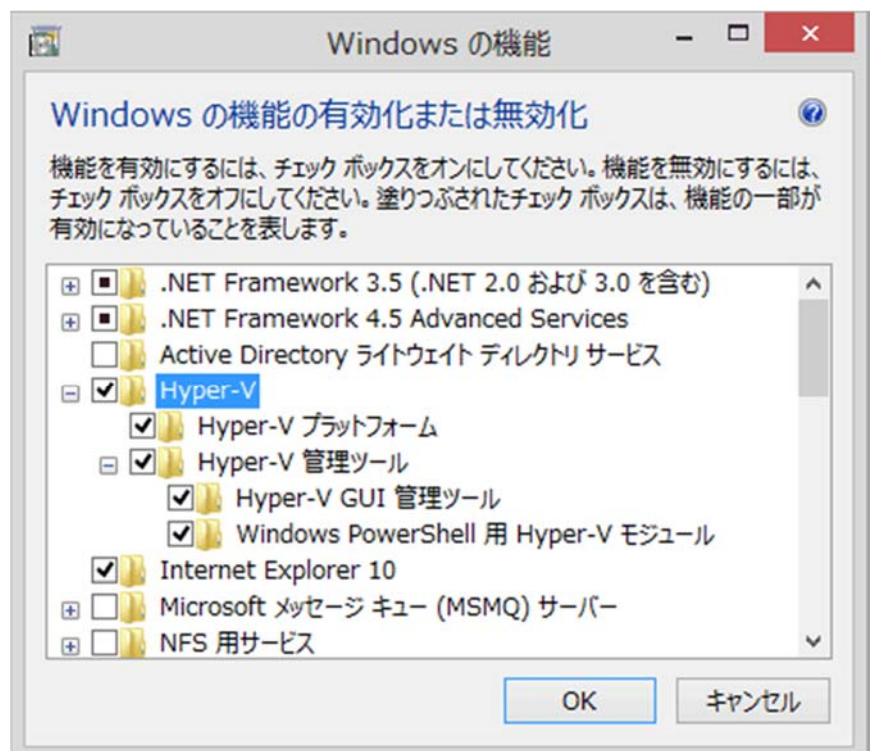 Windows の機能
Windows の機能の有効化または無効化
機能を有効にするには、チェック ボックスをオンにしてください。機能を無効にするには、
チェック ボックスをオフにしてください。塗りつぶされたチェック ボックスは、機能の一部が
有効になっていることを表します。
.NET Framework 3.5 (.NET 2.0 および 3.0 を含む)
.NET Framework 4.5 Advanced Services
Active Directory ライトウェイト ディレクトリ サービス
Hyper-V
Hyper-V プラットフォーム
Hyper-V 管理ツール
Hyper-V GUI 管理ツール
Windows PowerShell 用 Hyper-V モジュール
Internet Explorer 10
Microsoft メッセージ キュー (MSMQ) サーバー
NFS 用サービス
OK キャンセル